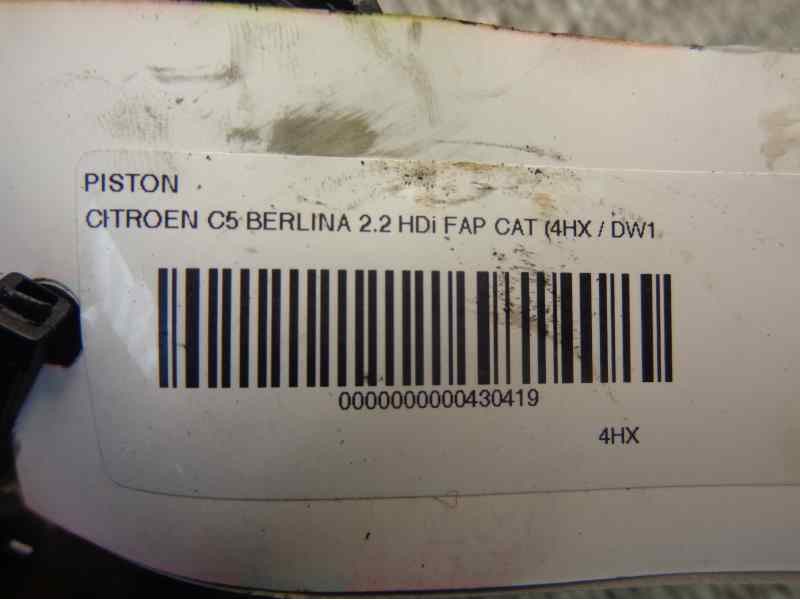 PISTON
CITROEN C5 BERLINA 2.2 HDi FAP CAT (4HX / DW1
0000000000430419
4HX